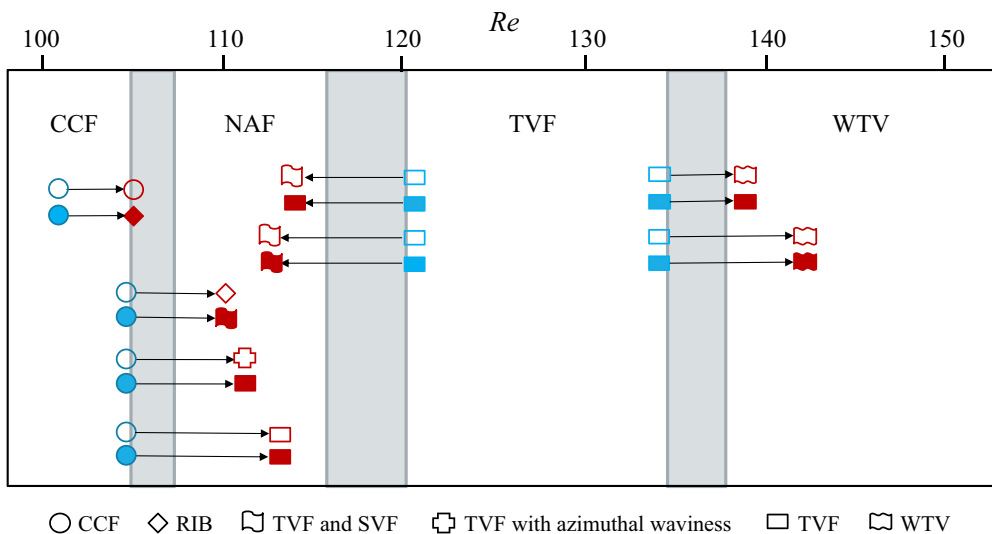 Re
100 110 120 130 140 150
CCF NAF TVF WTV
CCF RIB TVF and SVF TVF with azimuthal waviness TVF WTV